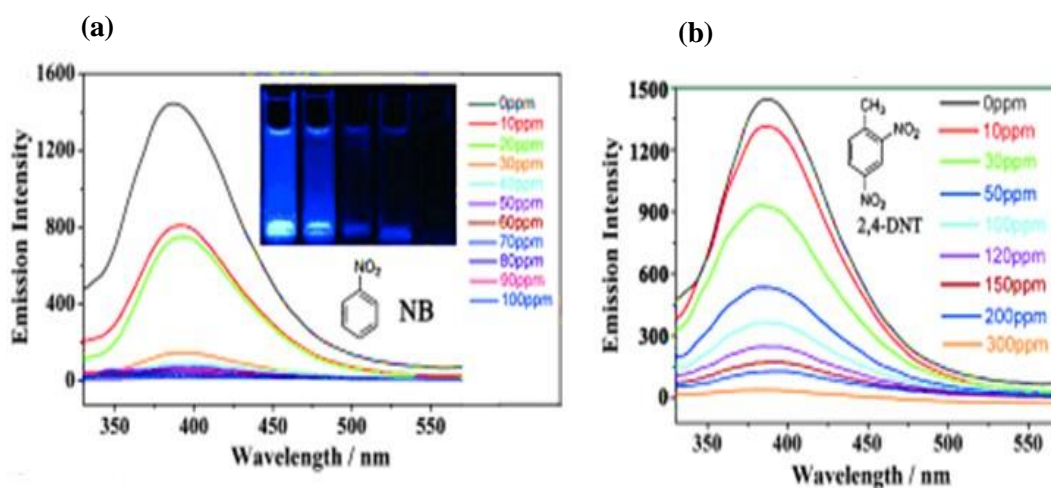 (a)
1600
1200
800
400
0
Emission Intensity
350 400 450 500 550
Wavelength / nm
0ppm
10ppm
20ppm
30ppm
40ppm
50ppm
60ppm
70ppm
80ppm
90ppm
100ppm
NO₂
NB
(b)
1500
1200
900
600
300
0
Emission Intensity
350 400 450 500 550
Wavelength / nm
CH₃
NO₂
NO₂
2,4-DNT
0ppm
10ppm
30ppm
50ppm
100ppm
120ppm
150ppm
200ppm
300ppm